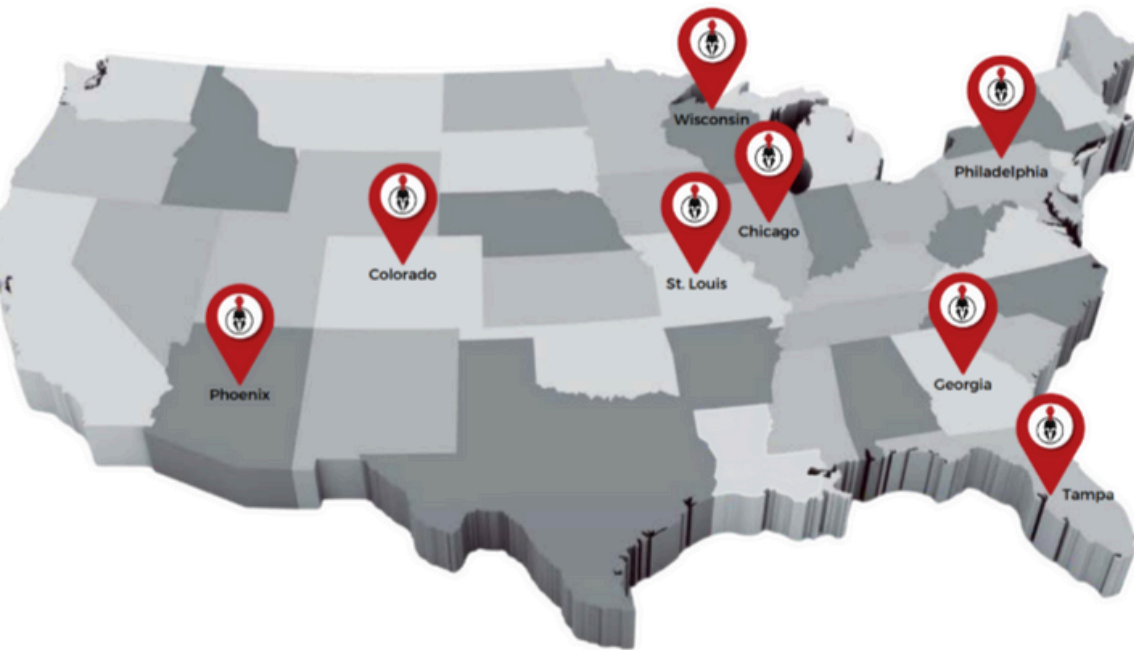 Wisconsin
Philadelphia
Chicago
Colorado
St. Louis
Georgia
Phoenix
Tampa